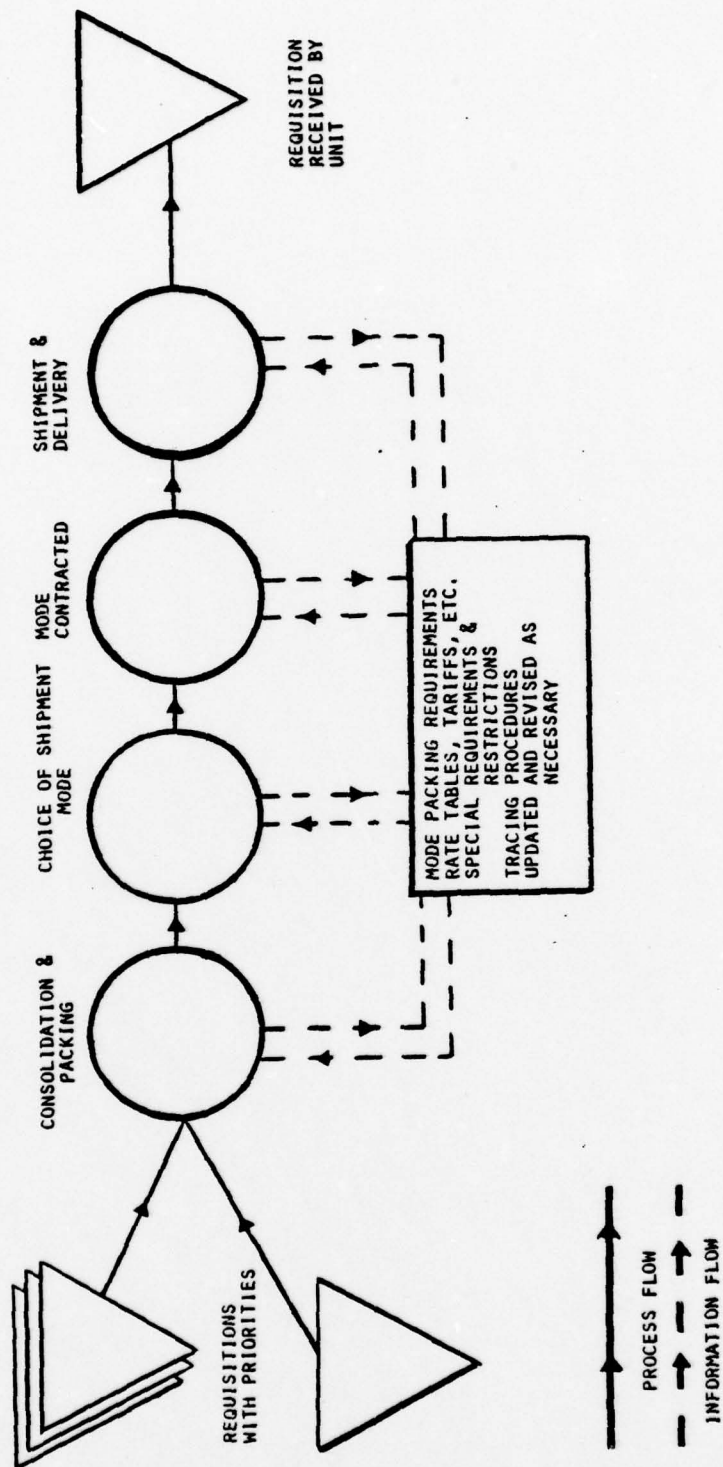 REQUISITIONS
WITH PRIORITIES
CONSOLIDATION &
PACKING
CHOICE OF SHIPMENT
MODE
MODE
CONTRACTED
SHIPMENT &
DELIVERY
REQUISITION
RECEIVED BY
UNIT
MODE PACKING REQUIREMENTS
RATE TABLES, TARIFFS, ETC.
SPECIAL REQUIREMENTS &
RESTRICTIONS
TRACING PROCEDURES
UPDATED AND REVISED AS
NECESSARY
PROCESS FLOW
INFORMATION FLOW